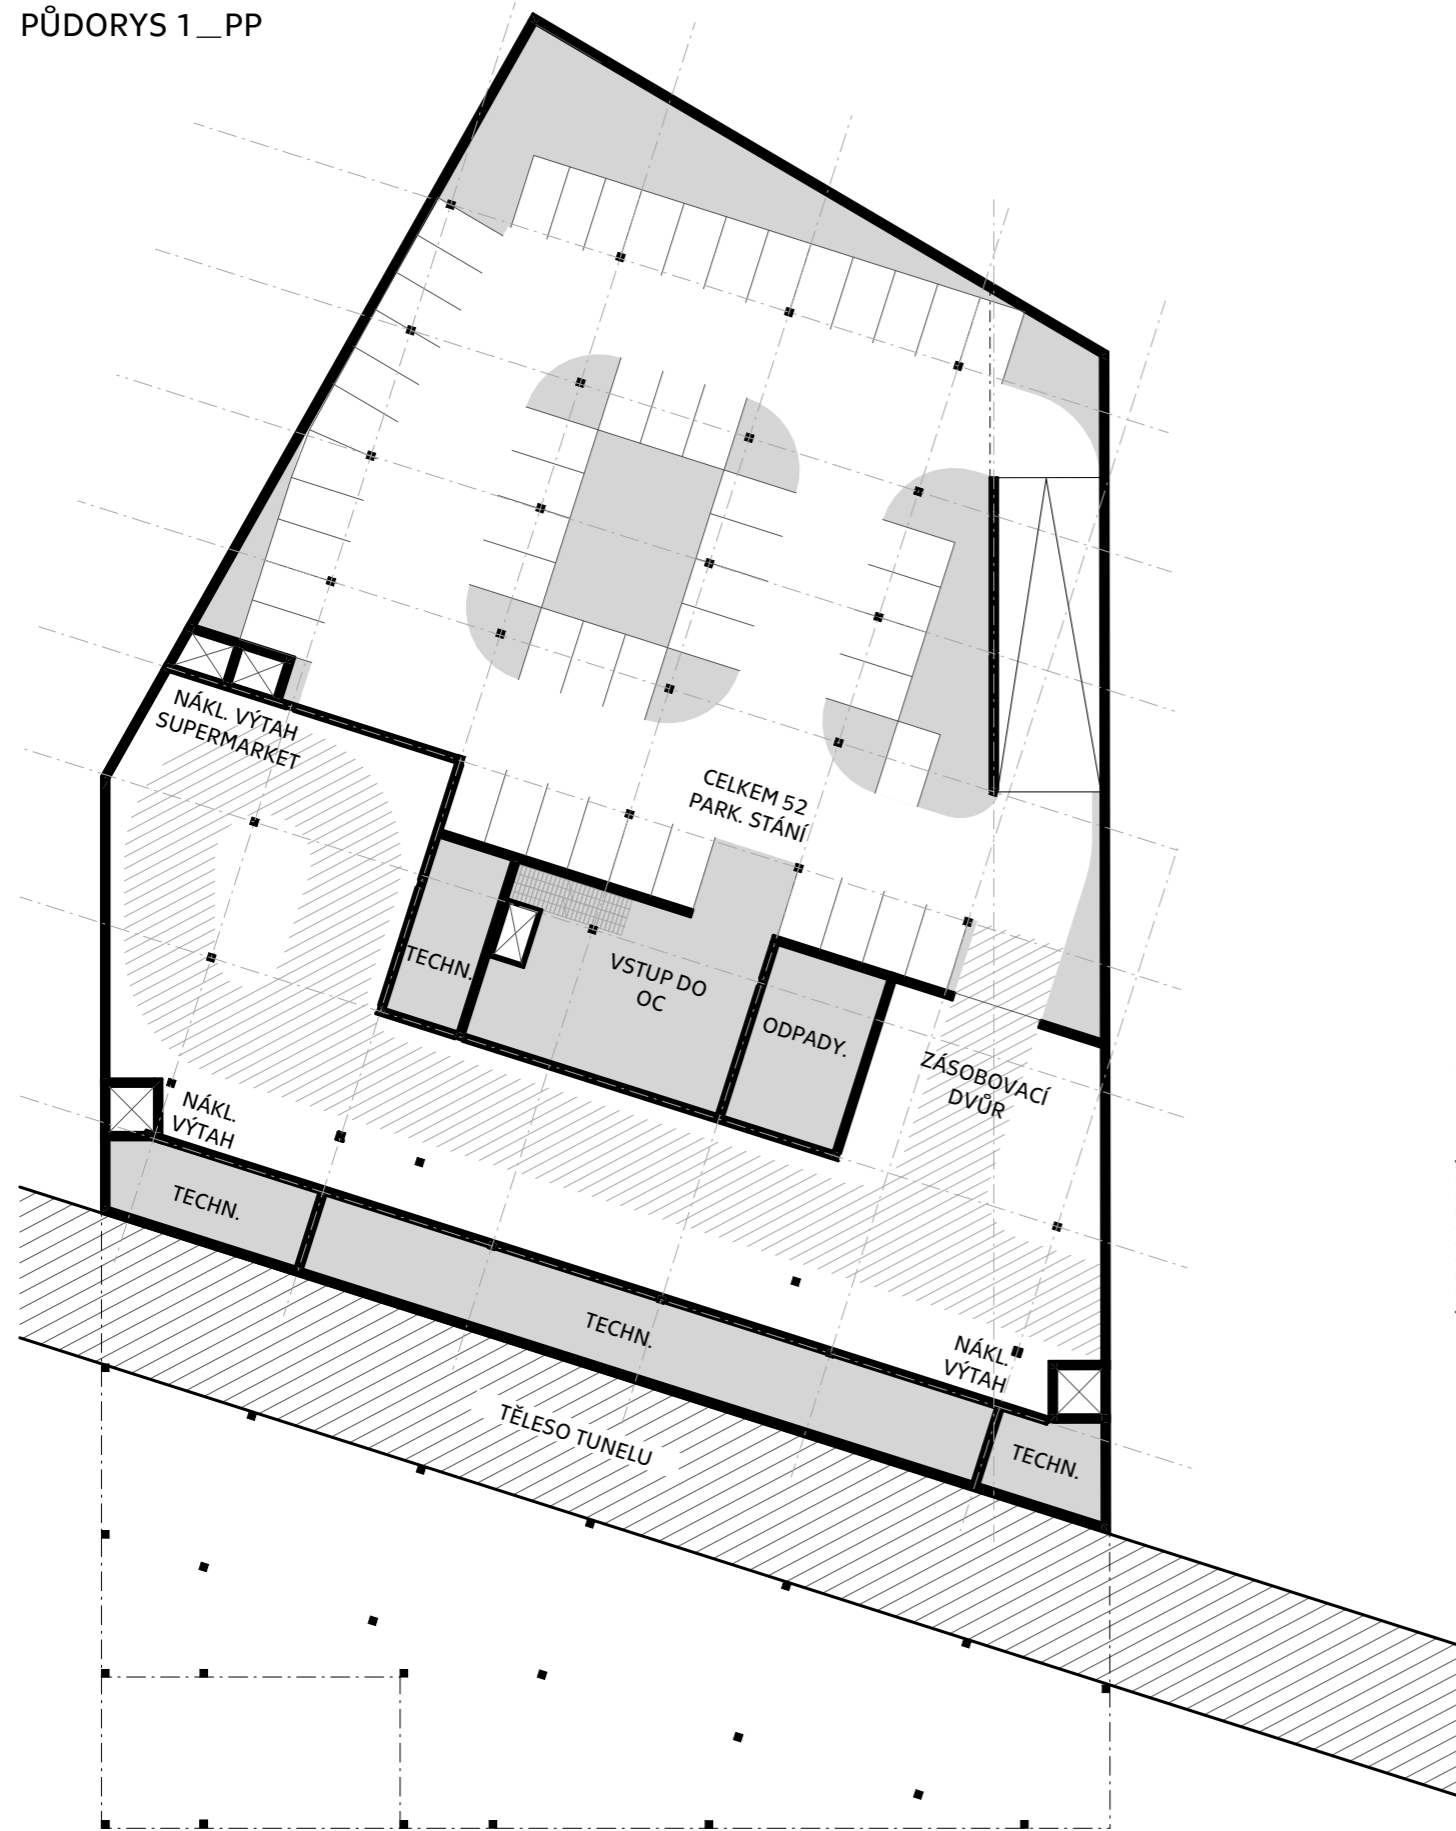 PŮDORYS 1_PP
NÁKL. VÝTAH
SUPERMARKET
CELKEM 52
PARK. STÁNÍ
TECHN.
VSTUP DO
OC
ODPADY.
ZÁSOBOVACÍ
DVŮR
NÁKL.
VÝTAH
TECHN.
TECHN.
NÁKL.
VÝTAH
TĚLESO TUNELU
TECHN.